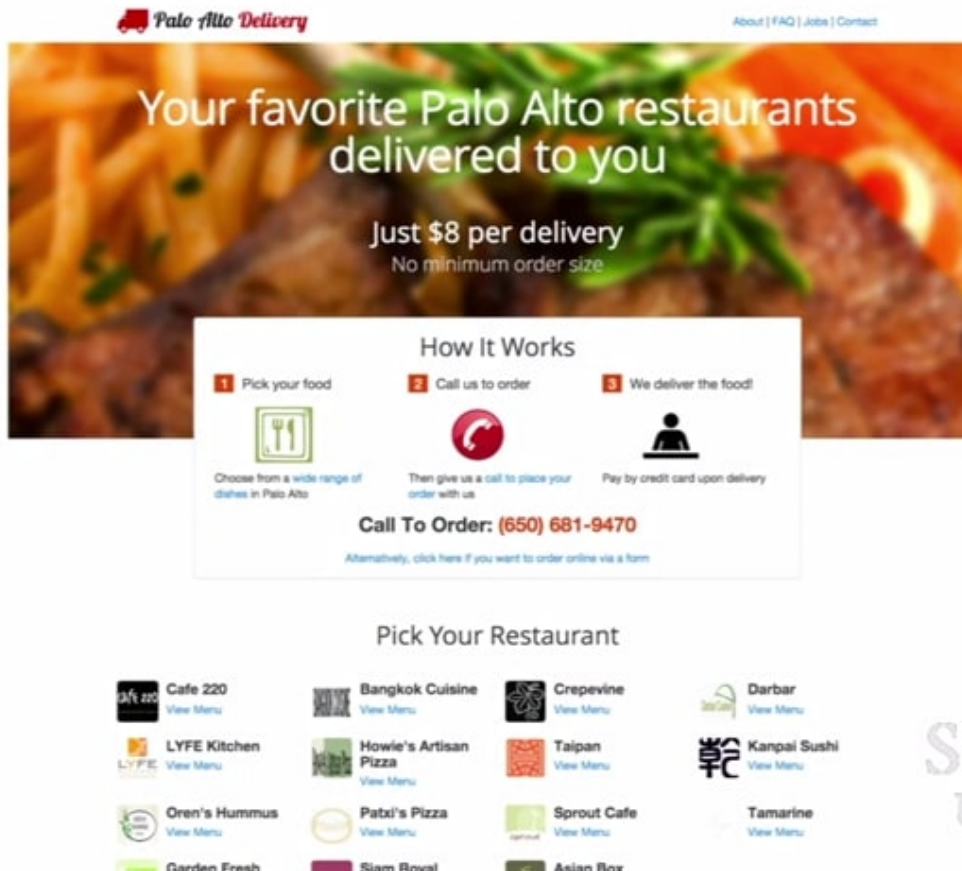 Palo Alto Delivery
About | FAQ | Jobs | Contact
Your favorite Palo Alto restaurants
delivered to you
Just $8 per delivery
No minimum order size
How It Works
1 Pick your food
2 Call us to order
3 We deliver the food!
Choose from a wide range of
dishes in Palo Alto
Then give us a call to place your
order with us
Pay by credit card upon delivery
Call To Order: (650) 681-9470
Alternatively, click here if you want to order online via a form
Pick Your Restaurant
Cafe 220
View Menu
Bangkok Cuisine
View Menu
Crepevine
View Menu
Darbar
View Menu
LYFE
LYFE Kitchen
View Menu
Howie's Artisan
Pizza
View Menu
Taipan
View Menu
乾
Kanpai Sushi
View Menu
Oren's Hummus
View Menu
Patxi's Pizza
View Menu
Sprout Cafe
View Menu
Tamarine
View Menu
Garden Fresh
Siam Royal
Asian Box